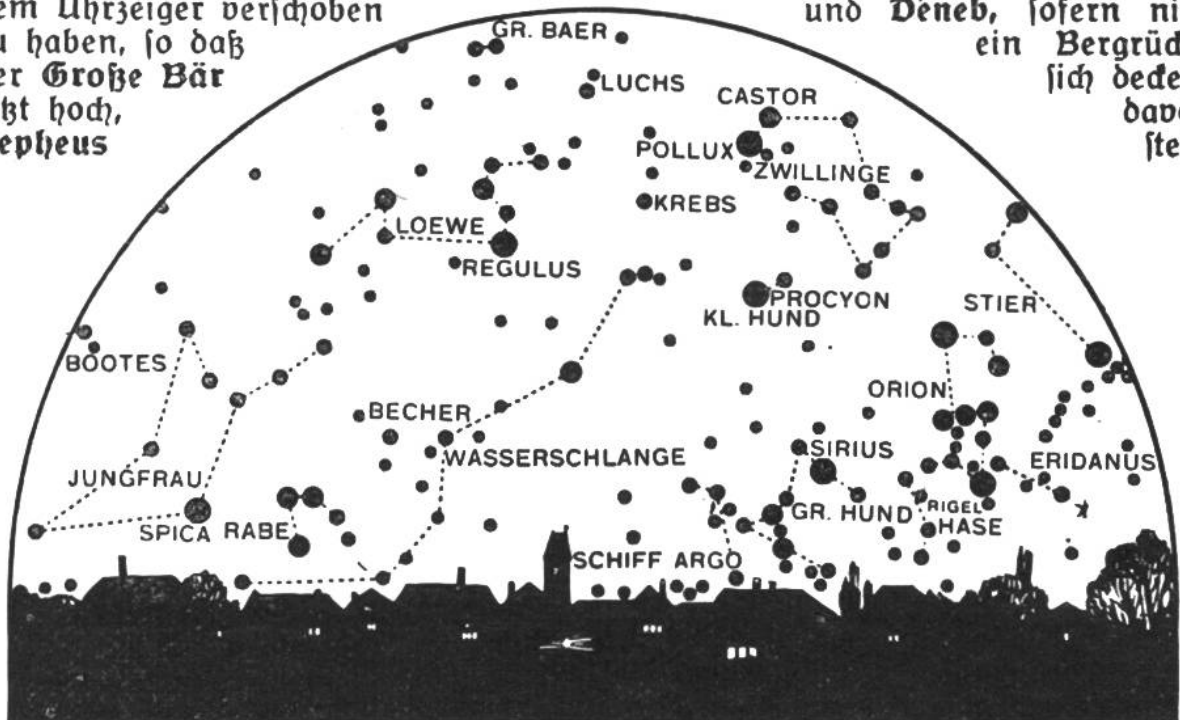 em Uhrzeiger verschoben
u haben, so daß
er Große Bär
tzt hoch,
epheus
und Deneb, sofern ni
ein Bergrüc
sich decke
dav
ste
GR. BAER
LUCHS
CASTOR
POLLUX
ZWILLINGE
KREBS
LOEWE
REGULUS
PROCYON
KL. HUND
STIER
BOOTES
ORION
BECHER
SIRIUS
WASSERSCHLANGE
ERIDANUS
JUNGFRAU
RIGEL
GR. HUND
HASE
SPICA RABE
SCHIFF ARGO